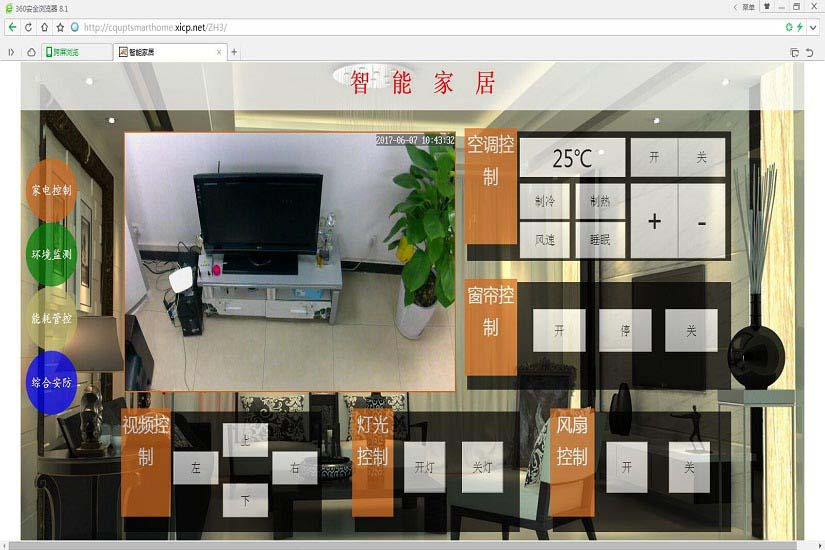 360安全浏览器 8.1
菜单
http://cquptsmarthome.xicp.net/ZH3/
跨屏浏览
智能家居
智 能 家 居
2017-06-07 10:43:32
家电控制
环境监测
能耗管控
综合安防
空调控
制
25℃
开
关
制冷
制热
风速
睡眠
+
-
窗帘控
制
开
停
关
视频控
制
上
左
右
下
灯光
控制
开灯
关灯
风扇
控制
开
关